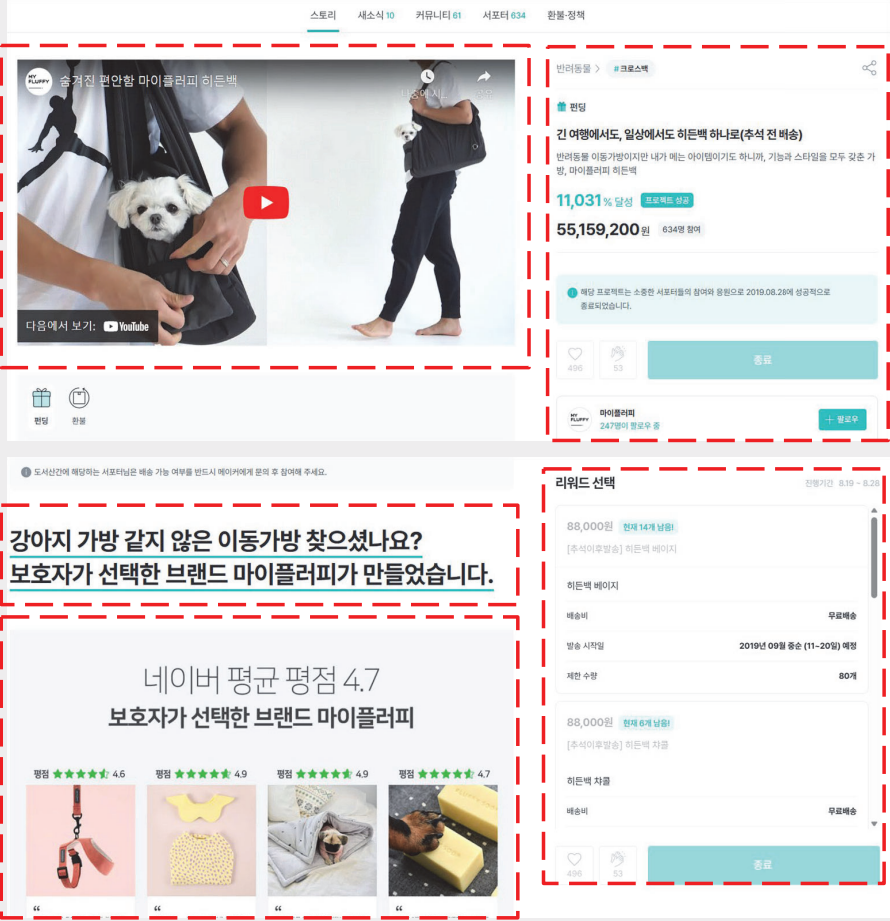 스토리 새소식 10 커뮤니티 61 서포터 634 환불·정책
MY FLUFFY
숨겨진 편안함 마이플러피 히든백
나중에 시...
공유
다음에서 보기: YouTube
펀딩 환불
반려동물 > #크로스백
펀딩
긴 여행에서도, 일상에서도 히든백 하나로(추석 전 배송)
반려동물 이동가방이지만 내가 메는 아이템이기도 하니까, 기능과 스타일을 모두 갖춘 가
방, 마이플러피 히든백
11,031 % 달성 프로젝트 성공
55,159,200 원 634명 참여
해당 프로젝트는 소중한 서포터들의 참여와 응원으로 2019.08.28에 성공적으로
종료되었습니다.
496 53 종료
MY FLUFFY
마이플러피
247명이 팔로우 중
+ 팔로우
도서산간에 해당하는 서포터님은 배송 가능 여부를 반드시 메이커에게 문의 후 참여해 주세요.
강아지 가방 같지 않은 이동가방 찾으셨나요?
보호자가 선택한 브랜드 마이플러피가 만들었습니다.
네이버 평균 평점 4.7
보호자가 선택한 브랜드 마이플러피
평점 4.6 평점 4.9 평점 4.9 평점 4.7
“ “ “ “
리워드 선택 진행기간 8.19 ~ 8.28
88,000원 현재 14개 남음!
[추석이후발송] 히든백 베이지
히든백 베이지
배송비 무료배송
발송 시작일 2019년 09월 중순 (11~20일) 예정
제한 수량 80개
88,000원 현재 6개 남음!
[추석이후발송] 히든백 챠콜
히든백 챠콜
배송비 무료배송
496 53 종료